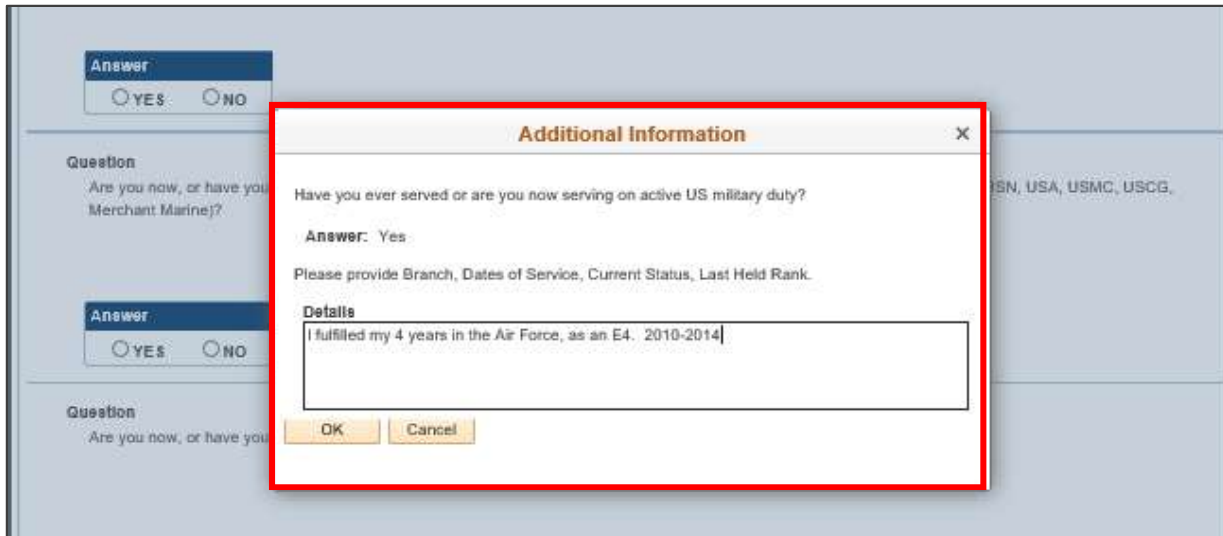 Answer
YES NO
Additional Information ×
Question
Are you now, or have you
SN, USA, USMC, USCG,
Merchant Marine)?
Have you ever served or are you now serving on active US military duty?
Answer: Yes
Please provide Branch, Dates of Service, Current Status, Last Held Rank.
Answer
YES NO
Details
I fulfilled my 4 years in the Air Force, as an E4. 2010-2014
Question
Are you now, or have you
OK Cancel